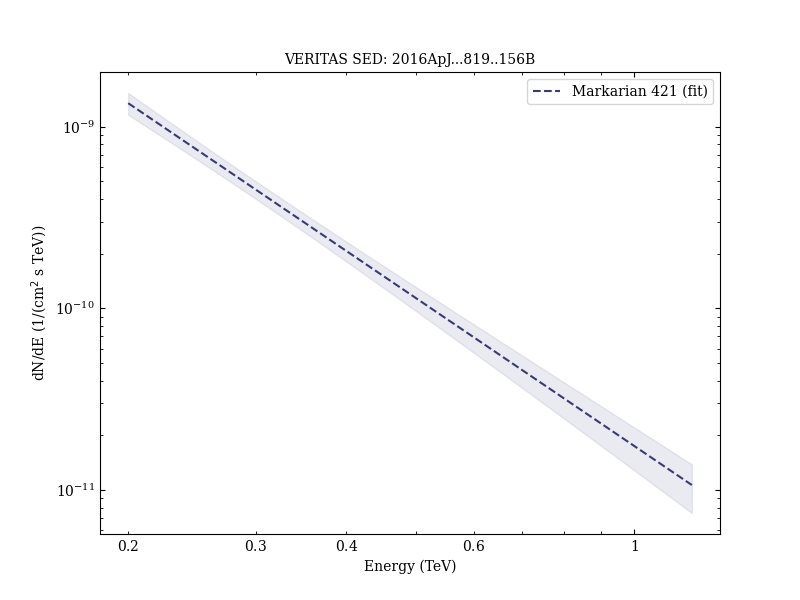 VERITAS SED: 2016ApJ...819..156B
Markarian 421 (fit)
dN/dE (1/(cm² s TeV))
10⁻⁹
10⁻¹⁰
10⁻¹¹
0.2 0.3 0.4 0.6 1
Energy (TeV)